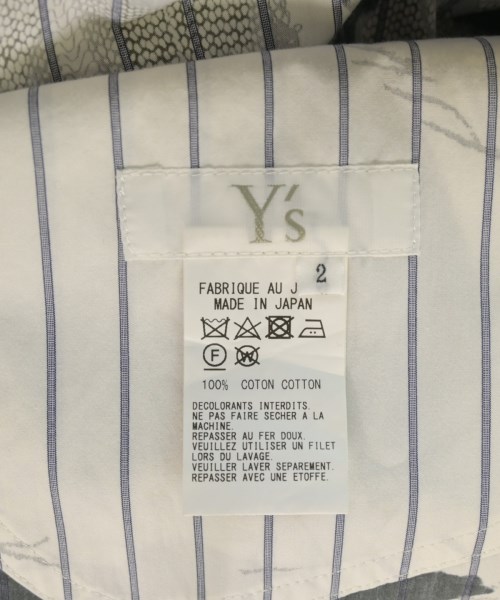 Y's
2
FABRIQUE AU J
MADE IN JAPAN
F
W
100% COTON COTTON
DECOLORANTS INTERDITS.
NE PAS FAIRE SECHER A LA
MACHINE.
REPASSER AU FER DOUX.
VEUILLEZ UTILISER UN FILET
LORS DU LAVAGE.
VEUILLER LAVER SEPAREMENT.
REPASSER AVEC UNE ETOFFE.